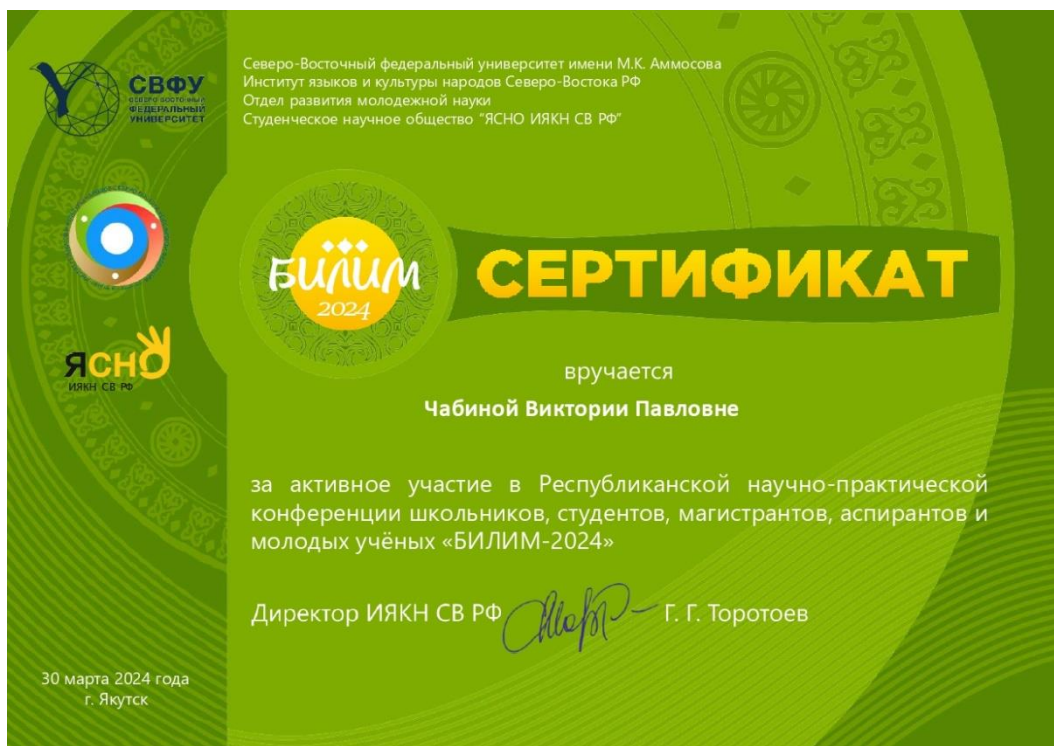 СВФУ
СЕВЕРО-ВОСТОЧНЫЙ
ФЕДЕРАЛЬНЫЙ
УНИВЕРСИТЕТ
Северо-Восточный федеральный университет имени М.К. Аммосова
Институт языков и культуры народов Северо-Востока РФ
Отдел развития молодежной науки
Студенческое научное общество "ЯСНО ИЯКН СВ РФ"
БИЛИМ
2024
СЕРТИФИКАТ
ЯСНО
ИЯКН СВ РФ
вручается
Чабиной Виктории Павловне
за активное участие в Республиканской научно-практической
конференции школьников, студентов, магистрантов, аспирантов и
молодых учёных «БИЛИМ-2024»
Директор ИЯКН СВ РФ Г. Г. Торотоев
30 марта 2024 года
г. Якутск